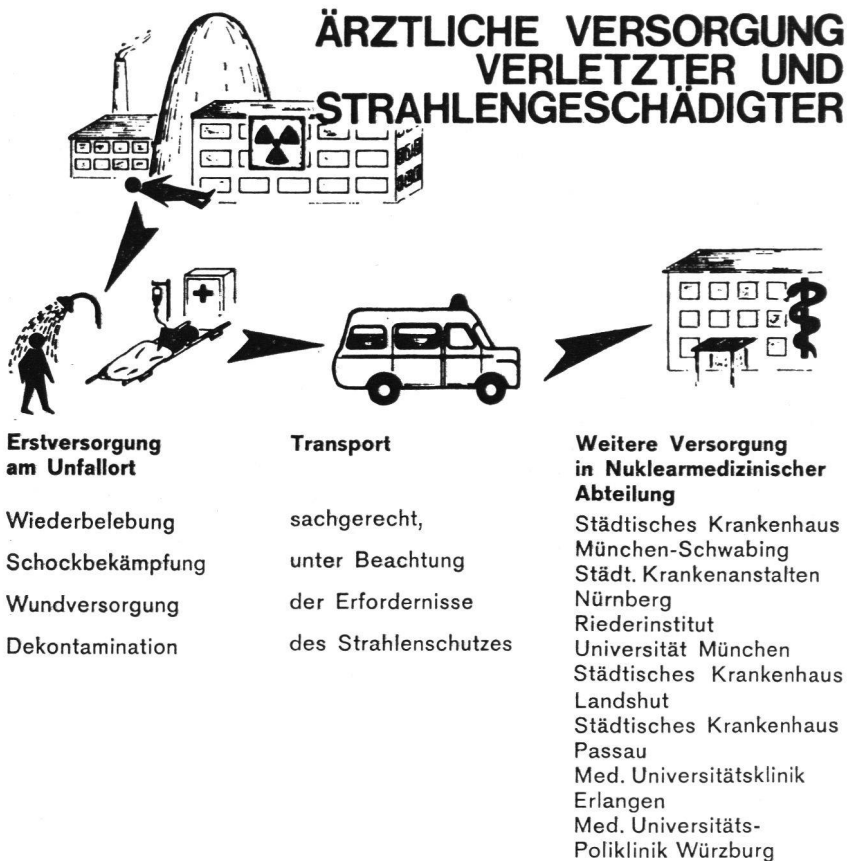 ÄRZTLICHE VERSORGUNG
VERLETZTER UND
STRAHLENGESCHÄDIGTER
Erstversorgung
am Unfallort
Wiederbelebung
Schockbekämpfung
Wundversorgung
Dekontamination
Transport
sachgerecht,
unter Beachtung
der Erfordernisse
des Strahlenschutzes
Weitere Versorgung
in Nuklearmedizinischer
Abteilung
Städtisches Krankenhaus
München-Schwabing
Städt. Krankenanstalten
Nürnberg
Riederinstitut
Universität München
Städtisches Krankenhaus
Landshut
Städtisches Krankenhaus
Passau
Med. Universitätsklinik
Erlangen
Med. Universitäts-
Poliklinik Würzburg